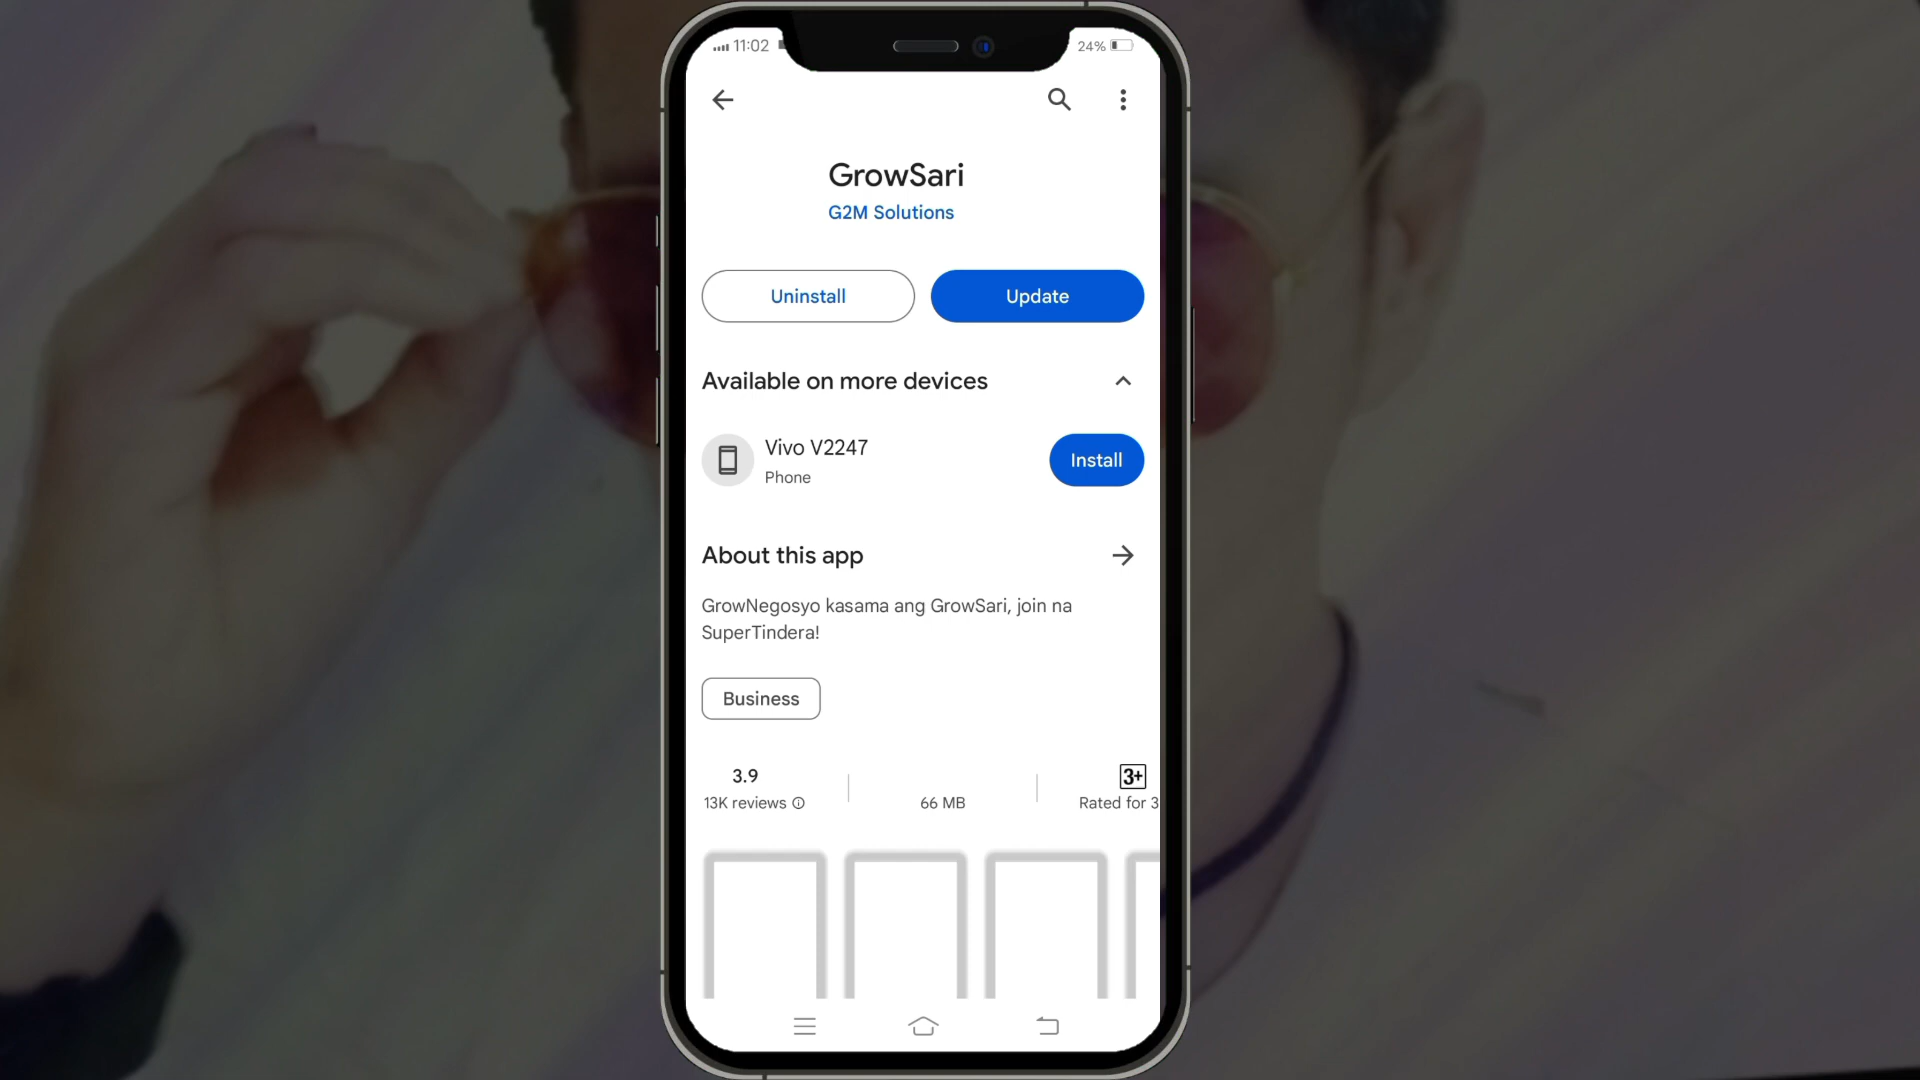 11:02
24%
GrowSari
G2M Solutions
Uninstall
Update
Available on more devices
Vivo V2247
Phone
Install
About this app
GrowNegosyo kasama ang GrowSari, join na
SuperTindera!
Business
3.9
13K reviews
66 MB
3+
Rated for 3